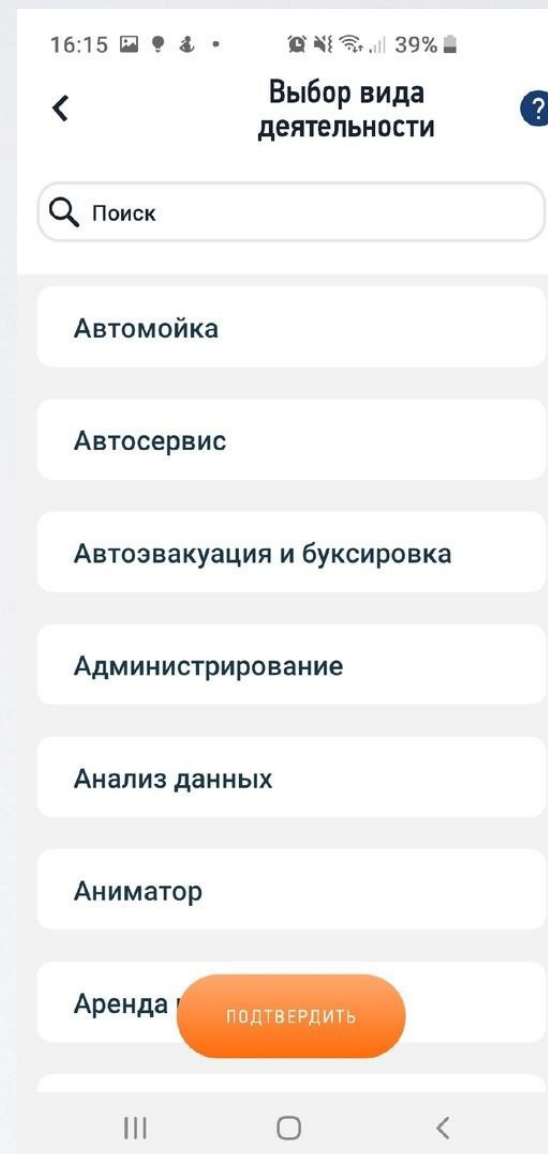 16:15 39%
Выбор вида
деятельности
?
Поиск
Автомойка
Автосервис
Автоэвакуация и буксировка
Администрирование
Анализ данных
Аниматор
Аренда
ПОДТВЕРДИТЬ